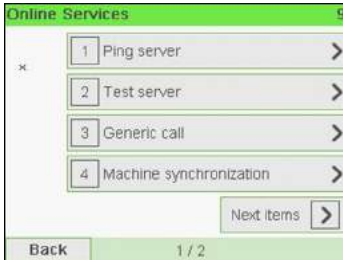 Online Services 9
1 Ping server
2 Test server
3 Generic call
4 Machine synchronization
Next items
Back 1 / 2